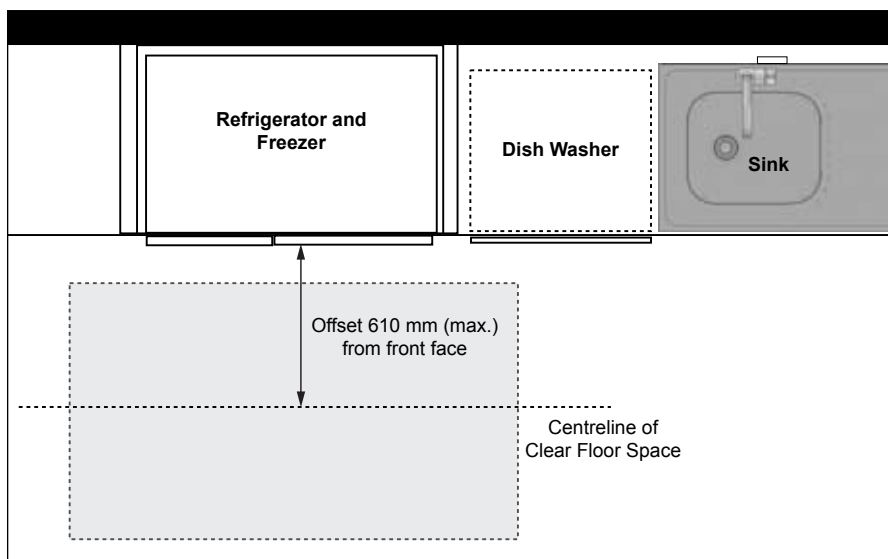 Refrigerator and
Freezer
Dish Washer
Sink
Offset 610 mm (max.)
from front face
Centreline of
Clear Floor Space